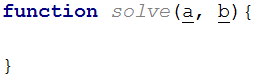 function solve(a, b){
}